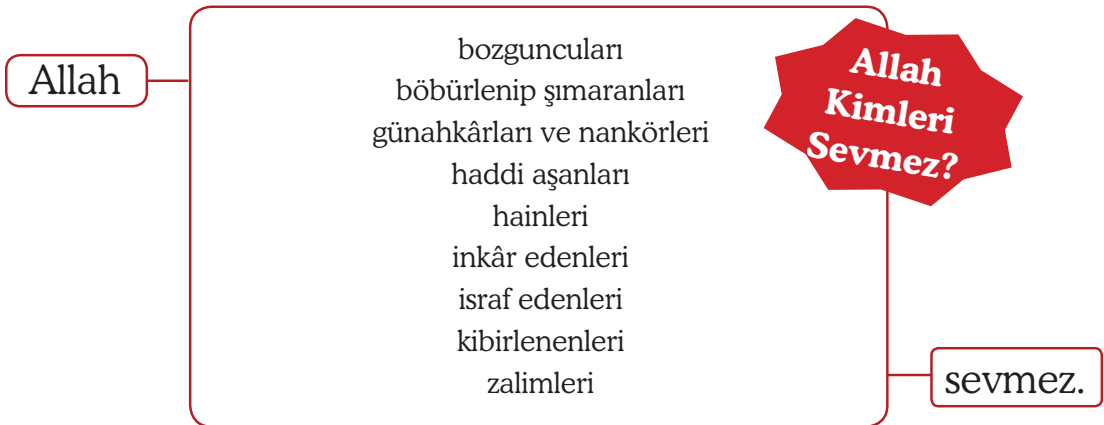 Allah
bozguncuları
böbürlenip şımaranları
günahkârları ve nankörleri
haddi aşanları
hainleri
inkâr edenleri
israf edenleri
kibirlenenleri
zalimleri
sevmez.
Allah
Kimleri
Sevmez?